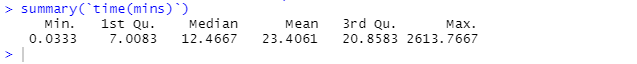 > summary(`time(mins)`)
Min. 1st Qu. Median Mean 3rd Qu. Max.
0.0333 7.0083 12.4667 23.4061 20.8583 2613.7667
>